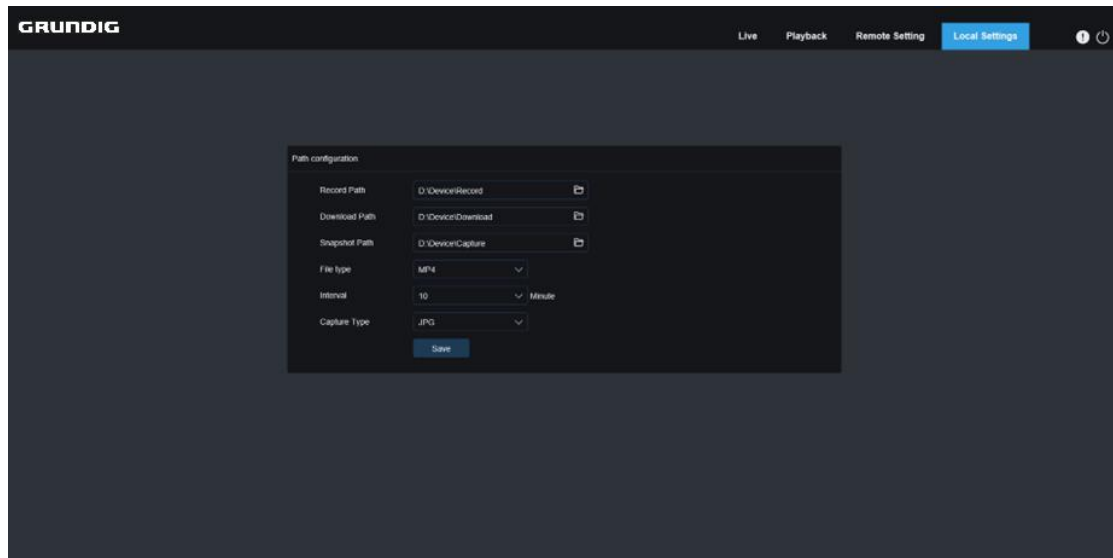 GRUNDIG
Live Playback Remote Setting Local Settings
Path configuration
Record Path D:\Device\Record
Download Path D:\Device\Download
Snapshot Path D:\Device\Capture
File type MP4
Interval 10 Minute
Capture Type JPG
Save